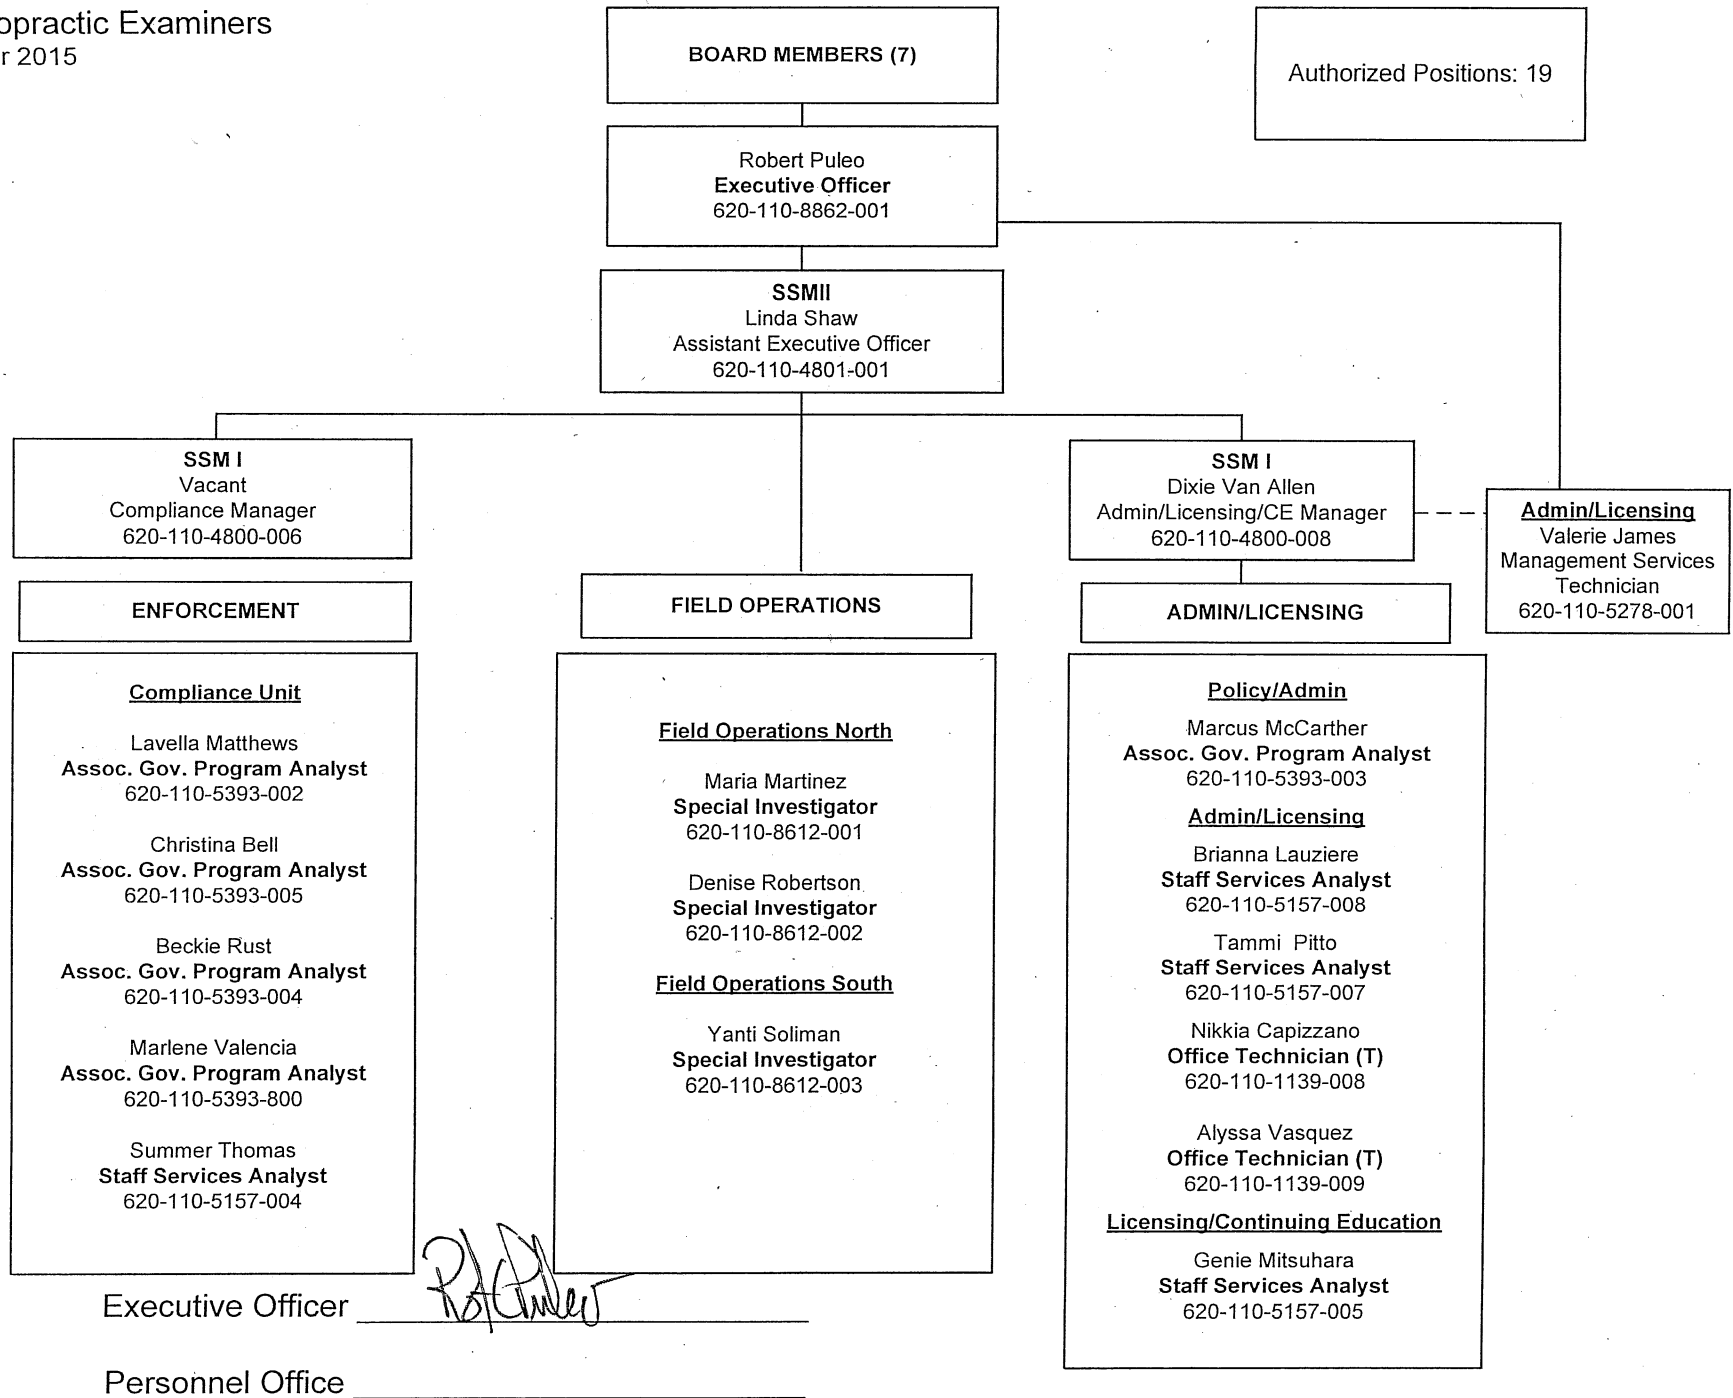 opractic Examiners
r 2015
BOARD MEMBERS (7)
Authorized Positions: 19
Robert Puleo
Executive Officer
620-110-8862-001
SSMII
Linda Shaw
Assistant Executive Officer
620-110-4801-001
SSM I
Vacant
Compliance Manager
620-110-4800-006
SSM I
Dixie Van Allen
Admin/Licensing/CE Manager
620-110-4800-008
Admin/Licensing
Valerie James
Management Services
Technician
620-110-5278-001
ENFORCEMENT
FIELD OPERATIONS
ADMIN/LICENSING
Compliance Unit
Lavella Matthews
Assoc. Gov. Program Analyst
620-110-5393-002
Christina Bell
Assoc. Gov. Program Analyst
620-110-5393-005
Beckie Rust
Assoc. Gov. Program Analyst
620-110-5393-004
Marlene Valencia
Assoc. Gov. Program Analyst
620-110-5393-800
Summer Thomas
Staff Services Analyst
620-110-5157-004
Field Operations North
Maria Martinez
Special Investigator
620-110-8612-001
Denise Robertson
Special Investigator
620-110-8612-002
Field Operations South
Yanti Soliman
Special Investigator
620-110-8612-003
Policy/Admin
Marcus McCarther
Assoc. Gov. Program Analyst
620-110-5393-003
Admin/Licensing
Brianna Lauziere
Staff Services Analyst
620-110-5157-008
Tammi Pitto
Staff Services Analyst
620-110-5157-007
Nikkia Capizzano
Office Technician (T)
620-110-1139-008
Alyssa Vasquez
Office Technician (T)
620-110-1139-009
Licensing/Continuing Education
Genie Mitsuhara
Staff Services Analyst
620-110-5157-005
Executive Officer
Personnel Office